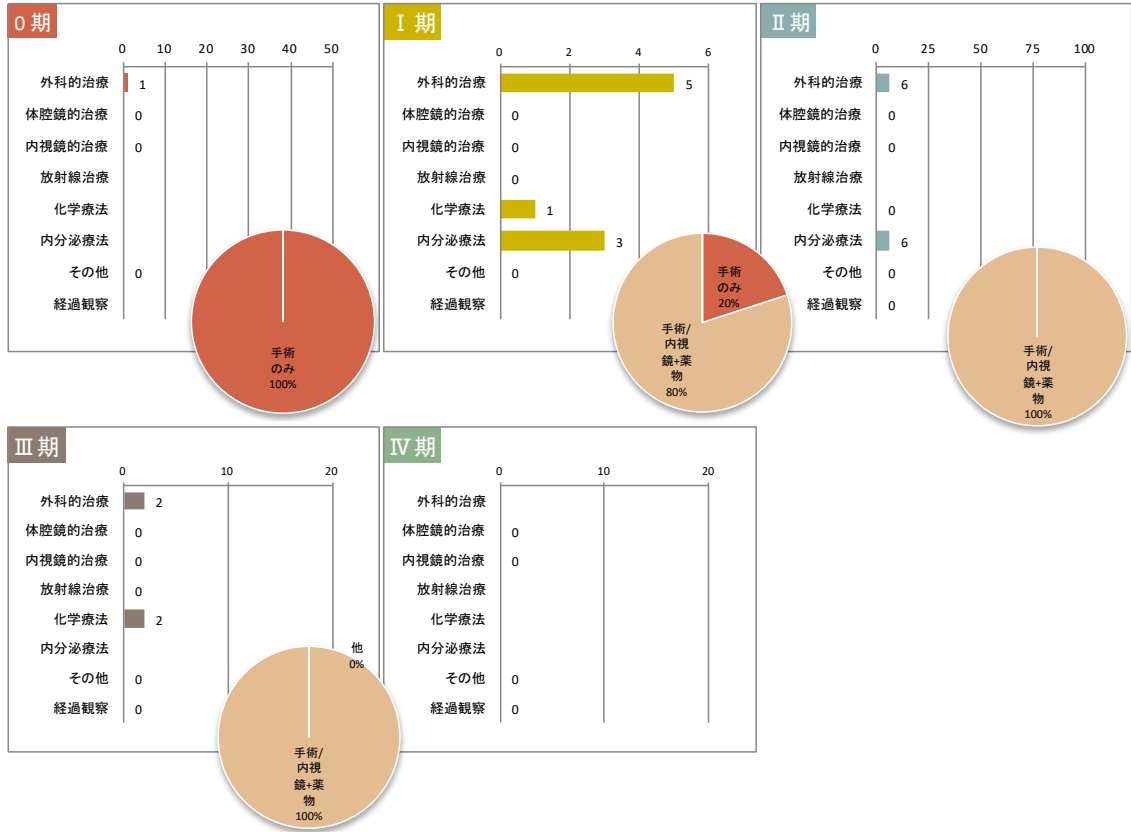 0 期
0 10 20 30 40 50
外科的治療 1
体腔鏡的治療 0
内視鏡的治療 0
放射線治療
化学療法
内分泌療法
その他 0
経過観察
手術
のみ
100%
Ⅰ 期
0 2 4 6
外科的治療 5
体腔鏡的治療 0
内視鏡的治療 0
放射線治療 0
化学療法 1
内分泌療法 3
その他 0
経過観察
手術
のみ
20%
手術/
内視
鏡+薬
物
80%
Ⅱ 期
0 25 50 75 100
外科的治療 6
体腔鏡的治療 0
内視鏡的治療 0
放射線治療
化学療法 0
内分泌療法 6
その他 0
経過観察 0
手術/
内視
鏡+薬
物
100%
Ⅲ 期
0 10 20
外科的治療 2
体腔鏡的治療 0
内視鏡的治療 0
放射線治療 0
化学療法 2
内分泌療法
その他 0
経過観察 0
他
0%
手術/
内視
鏡+薬
物
100%
Ⅳ 期
0 10 20
外科的治療
体腔鏡的治療 0
内視鏡的治療 0
放射線治療
化学療法
内分泌療法
その他 0
経過観察 0